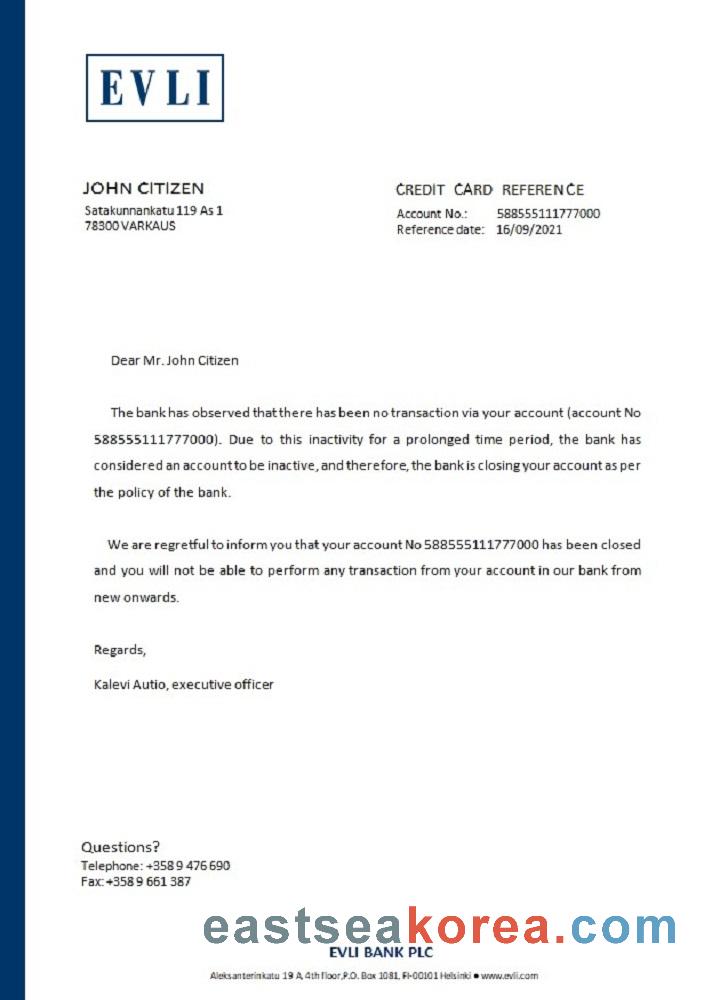 EVLI
JOHN CITIZEN
Satakunnankatu 119 As 1
78300 VARKAUS
CREDIT CARD REFERENCE
Account No.: 588555111777000
Reference date: 16/09/2021
Dear Mr. John Citizen
The bank has observed that there has been no transaction via your account (account No
588555111777000). Due to this inactivity for a prolonged time period, the bank has
considered an account to be inactive, and therefore, the bank is closing your account as per
the policy of the bank.
We are regretful to inform you that your account No 588555111777000 has been closed
and you will not be able to perform any transaction from your account in our bank from
new onwards.
Regards,
Kalevi Autio, executive officer
Questions?
Telephone: +358 9 476 690
Fax: +358 9 661 387
eastseakorea.com
EVLI BANK PLC
Aleksanterinkatu 19 A, 4th floor,P.O. Box 1081, FI-00101 Helsinki ● www.evli.com